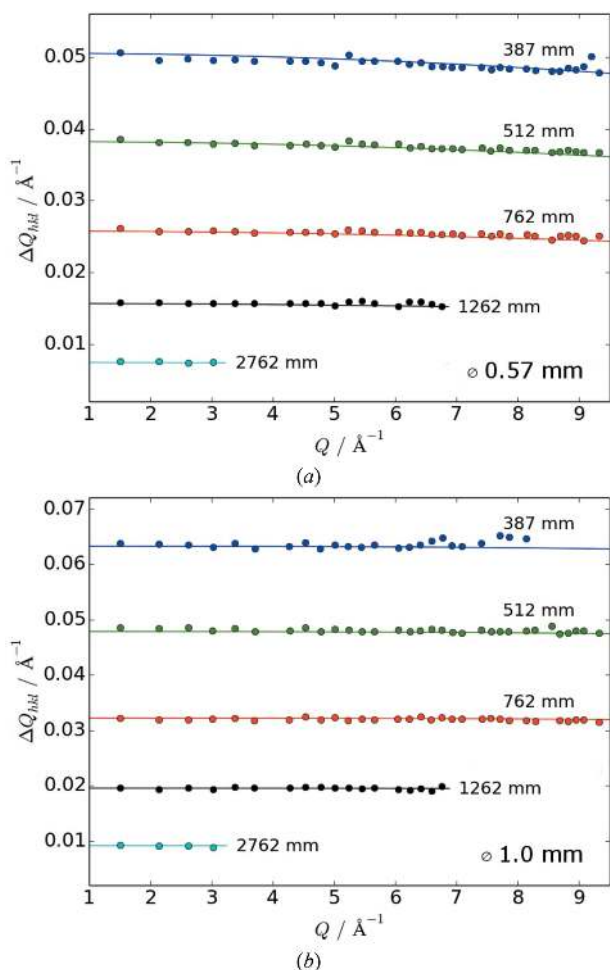 0.05
0.04
0.03
0.02
0.01
ΔQhkl / Å−1
387 mm
512 mm
762 mm
1262 mm
2762 mm
⌀ 0.57 mm
1 2 3 4 5 6 7 8 9
Q / Å−1
(a)
0.07
0.06
0.05
0.04
0.03
0.02
0.01
ΔQhkl / Å−1
387 mm
512 mm
762 mm
1262 mm
2762 mm
⌀ 1.0 mm
1 2 3 4 5 6 7 8 9
Q / Å−1
(b)